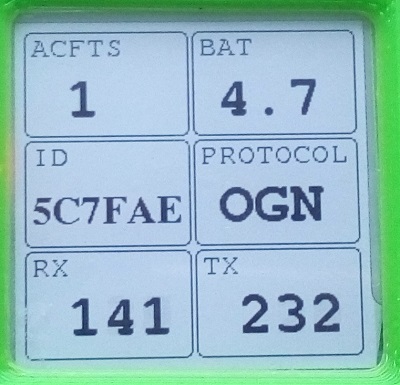 ACFTS BAT
1 4.7
ID PROTOCOL
5C7FAE OGN
RX TX
141 232